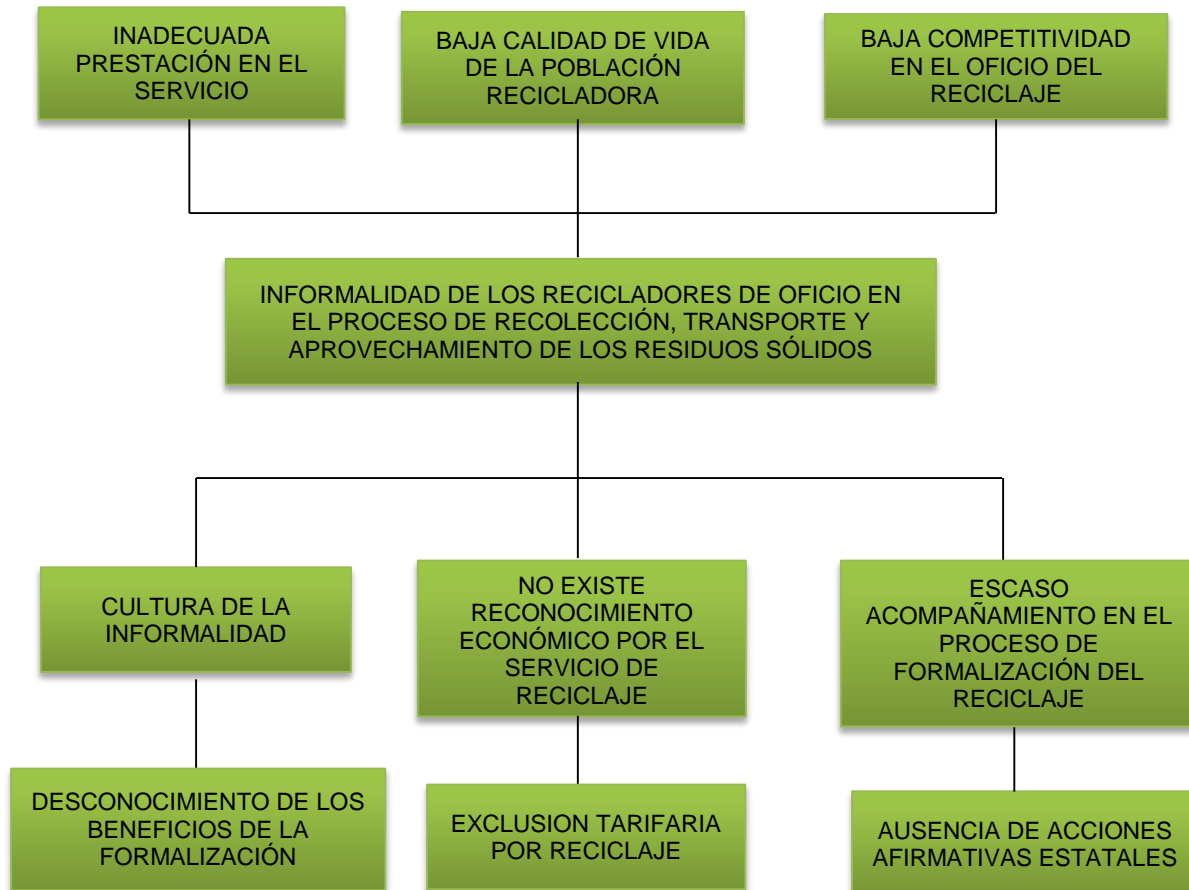 INADECUADA
PRESTACIÓN EN EL
SERVICIO
BAJA CALIDAD DE VIDA
DE LA POBLACIÓN
RECICLADORA
BAJA COMPETITIVIDAD
EN EL OFICIO DEL
RECICLAJE
INFORMALIDAD DE LOS RECICLADORES DE OFICIO EN
EL PROCESO DE RECOLECCIÓN, TRANSPORTE Y
APROVECHAMIENTO DE LOS RESIDUOS SÓLIDOS
CULTURA DE LA
INFORMALIDAD
NO EXISTE
RECONOCIMIENTO
ECONÓMICO POR EL
SERVICIO DE
RECICLAJE
ESCASO
ACOMPAÑAMIENTO EN EL
PROCESO DE
FORMALIZACIÓN DEL
RECICLAJE
DESCONOCIMIENTO DE LOS
BENEFICIOS DE LA
FORMALIZACIÓN
EXCLUSION TARIFARIA
POR RECICLAJE
AUSENCIA DE ACCIONES
AFIRMATIVAS ESTATALES